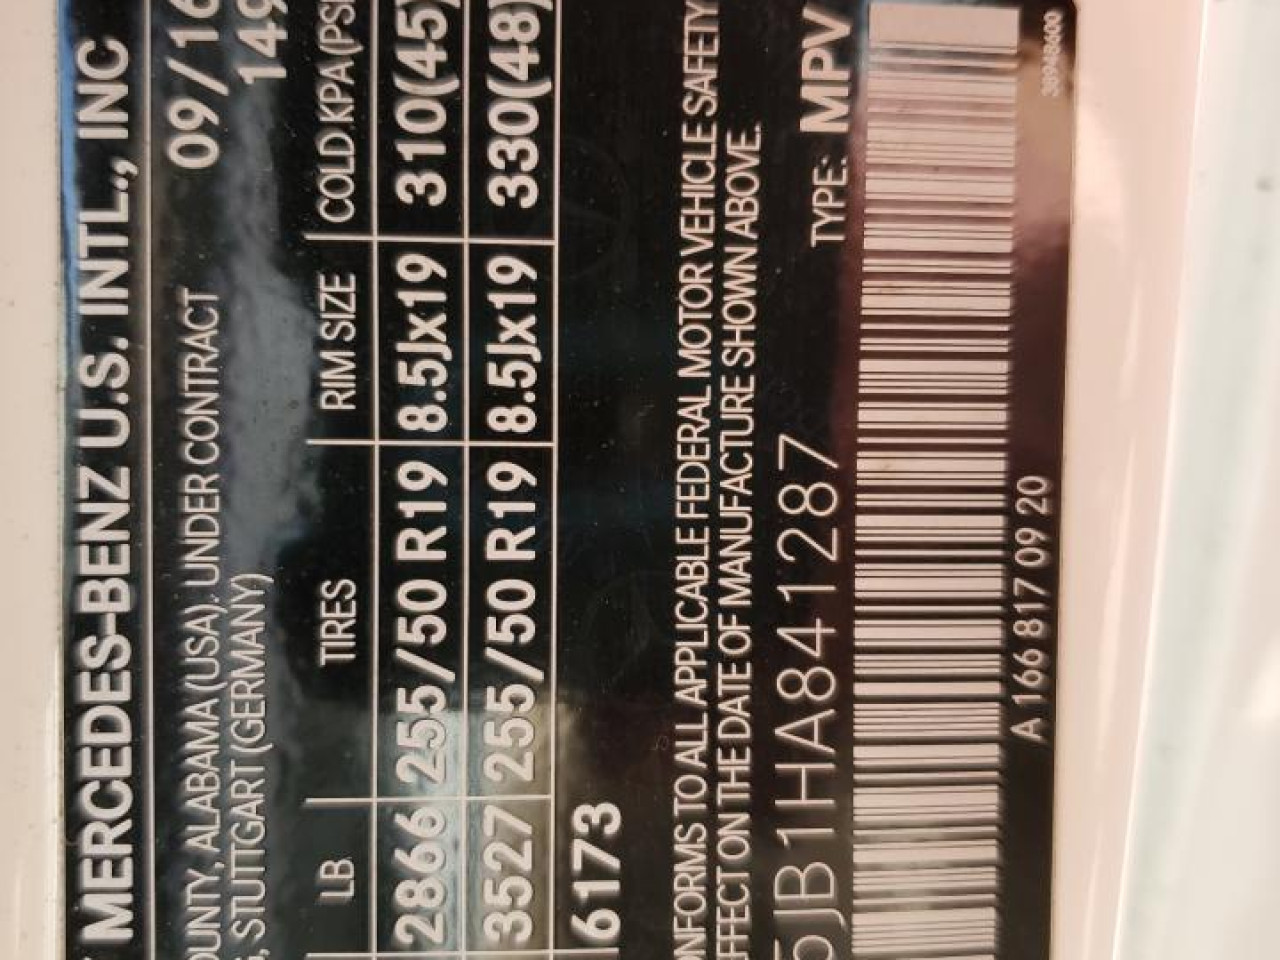 MERCEDES-BENZ U.S. INTL., INC
OUNTY, ALABAMA (USA), UNDER CONTRACT 09/16
, STUTTGART (GERMANY) 149
LB TIRES RIM SIZE COLD KPA (PSI
2866 255/50 R19 8.5Jx19 310(45)
3527 255/50 R19 8.5Jx19 330(48)
6173
ONFORMS TO ALL APPLICABLE FEDERAL MOTOR VEHICLE SAFETY
EFFECT ON THE DATE OF MANUFACTURE SHOWN ABOVE.
5JB1HA841287 TYPE: MPV
A 166 817 09 20 38948600